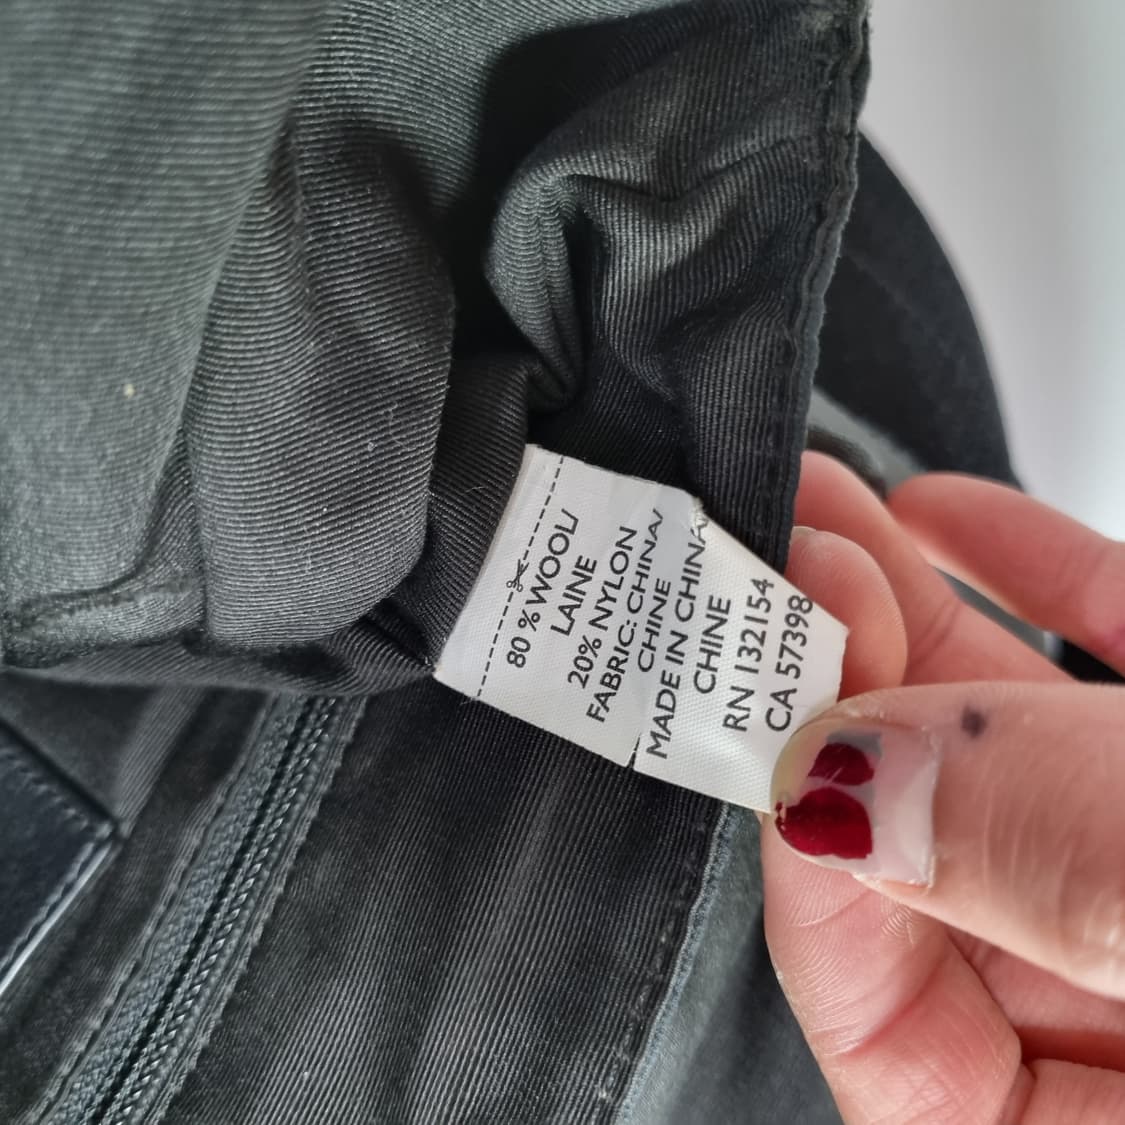 80 % WOOL/
LAINE
20% NYLON
FABRIC: CHINA/
CHINE
MADE IN CHINA/
CHINE
RN 132154
CA 57398